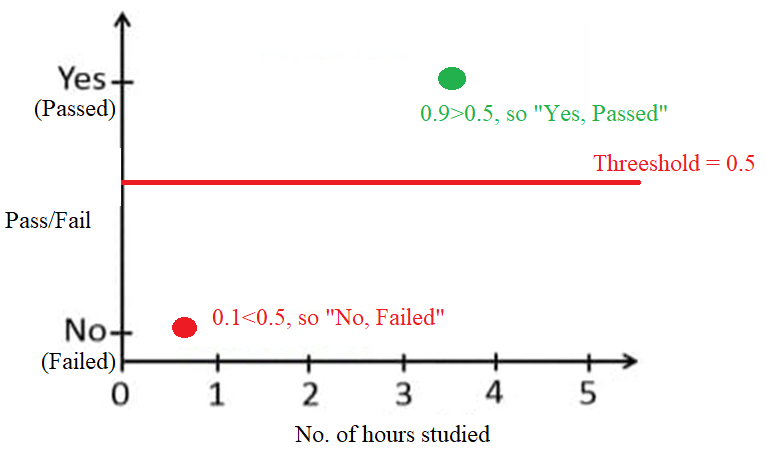 Yes
(Passed)
0.9>0.5, so "Yes, Passed"
Threeshold = 0.5
Pass/Fail
0.1<0.5, so "No, Failed"
No
(Failed)
0 1 2 3 4 5
No. of hours studied